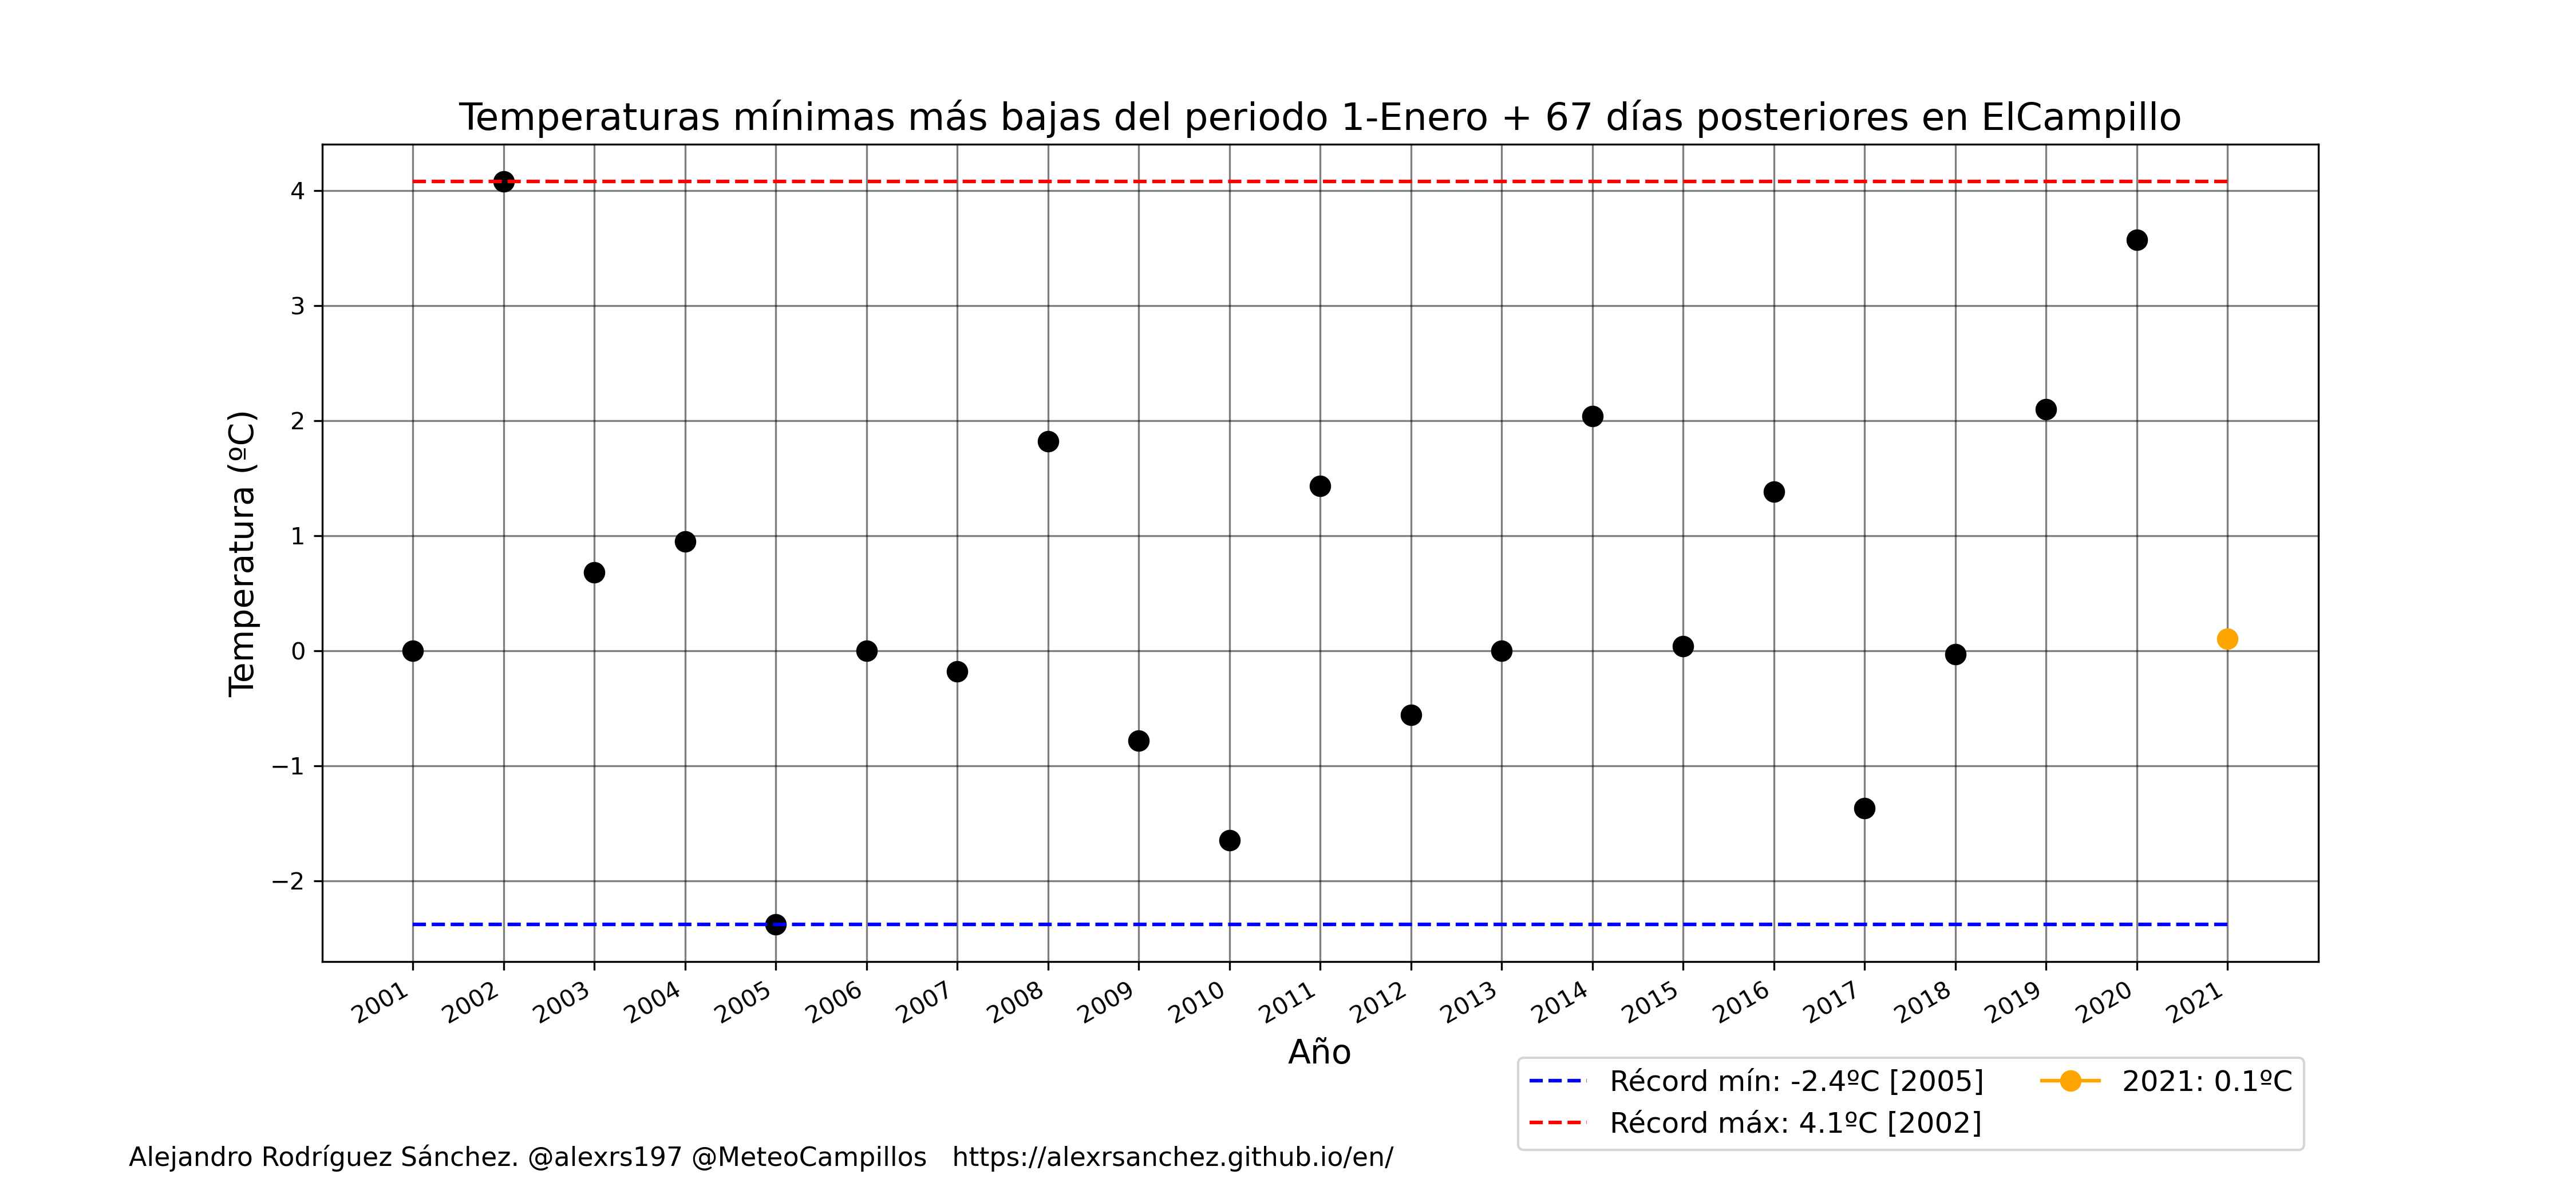 Temperaturas mínimas más bajas del periodo 1-Enero + 67 días posteriores en ElCampillo
Temperatura (ºC)
4
3
2
1
0
−1
−2
2001 2002 2003 2004 2005 2006 2007 2008 2009 2010 2011 2012 2013 2014 2015 2016 2017 2018 2019 2020 2021
Año
Récord mín: -2.4ºC [2005]
Récord máx: 4.1ºC [2002]
2021: 0.1ºC
Alejandro Rodríguez Sánchez. @alexrs197 @MeteoCampillos https://alexrsanchez.github.io/en/